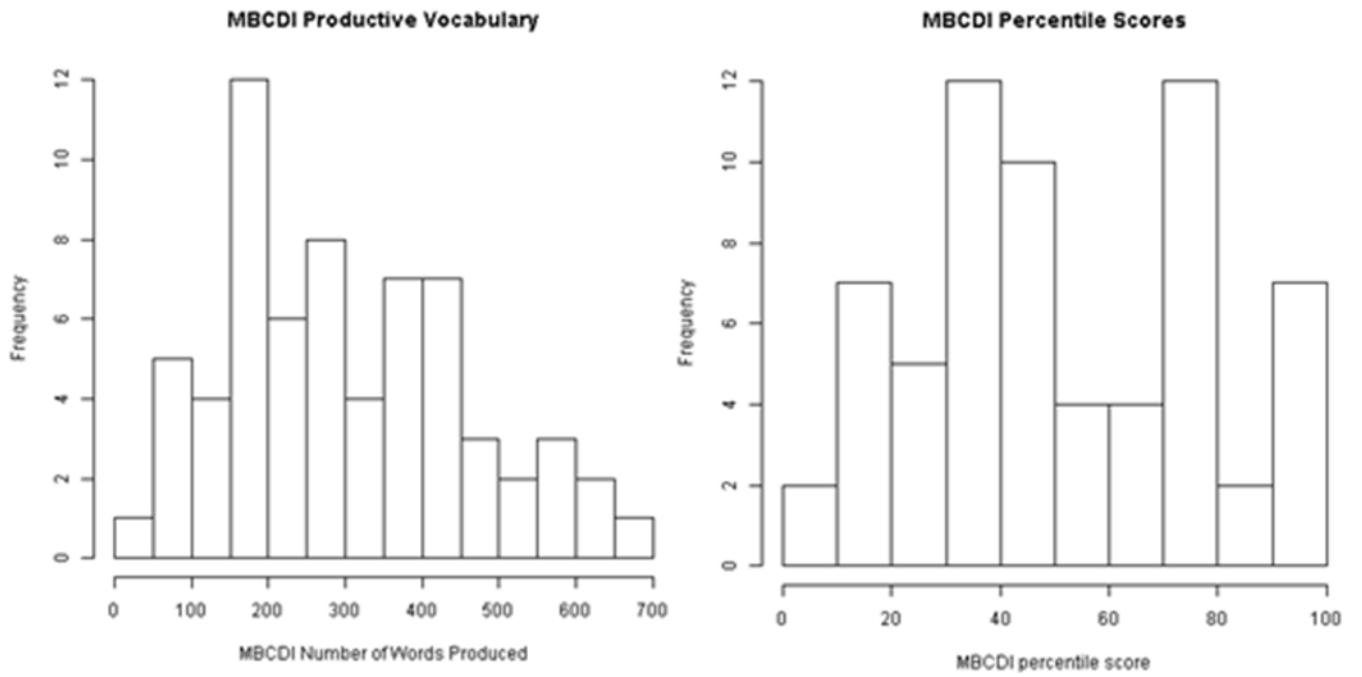 MBCDI Productive Vocabulary
Frequency
12
10
8
6
4
2
0
0 100 200 300 400 500 600 700
MBCDI Number of Words Produced
MBCDI Percentile Scores
Frequency
12
10
8
6
4
2
0
0 20 40 60 80 100
MBCDI percentile score